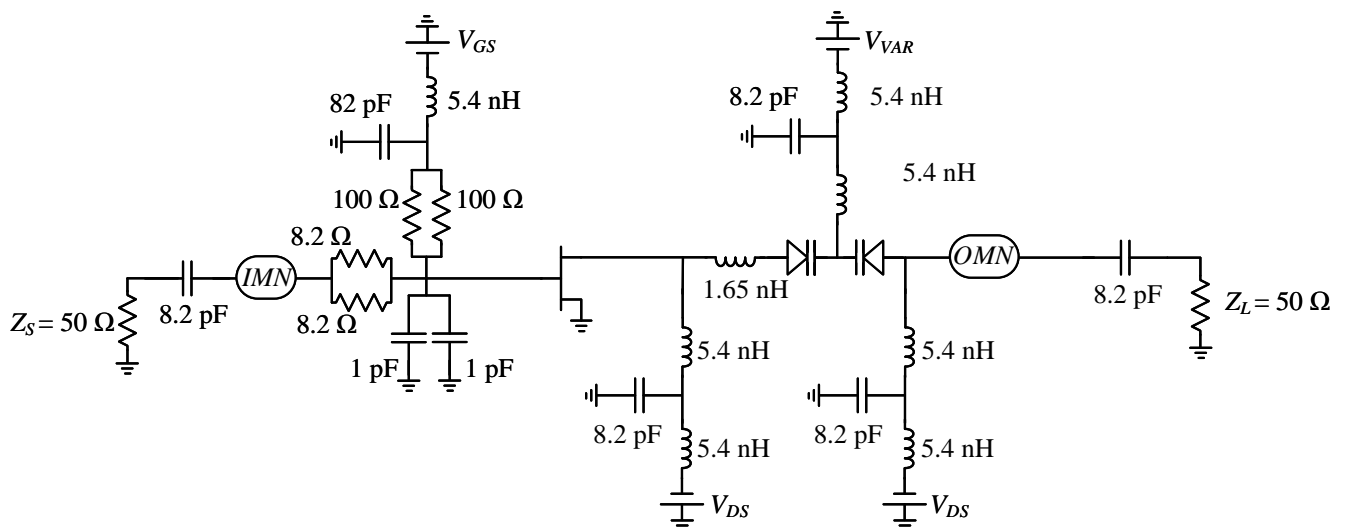 V_GS
V_VAR
82 pF
5.4 nH
8.2 pF
5.4 nH
5.4 nH
100 Ω
100 Ω
8.2 Ω
IMN
OMN
8.2 pF
Z_S = 50 Ω
8.2 Ω
1.65 nH
8.2 pF
Z_L = 50 Ω
1 pF
1 pF
5.4 nH
5.4 nH
8.2 pF
8.2 pF
5.4 nH
5.4 nH
V_DS
V_DS